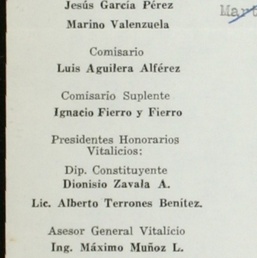 Jesús García Pérez
Marino Valenzuela
Comisario
Luis Aguilera Alférez
Comisario Suplente
Ignacio Fierro y Fierro
Presidentes Honorarios
Vitalicios:
Dip. Constituyente
Dionisio Zavala A.
Lic. Alberto Terrones Benítez.
Asesor General Vitalicio
Ing. Máximo Muñoz L.